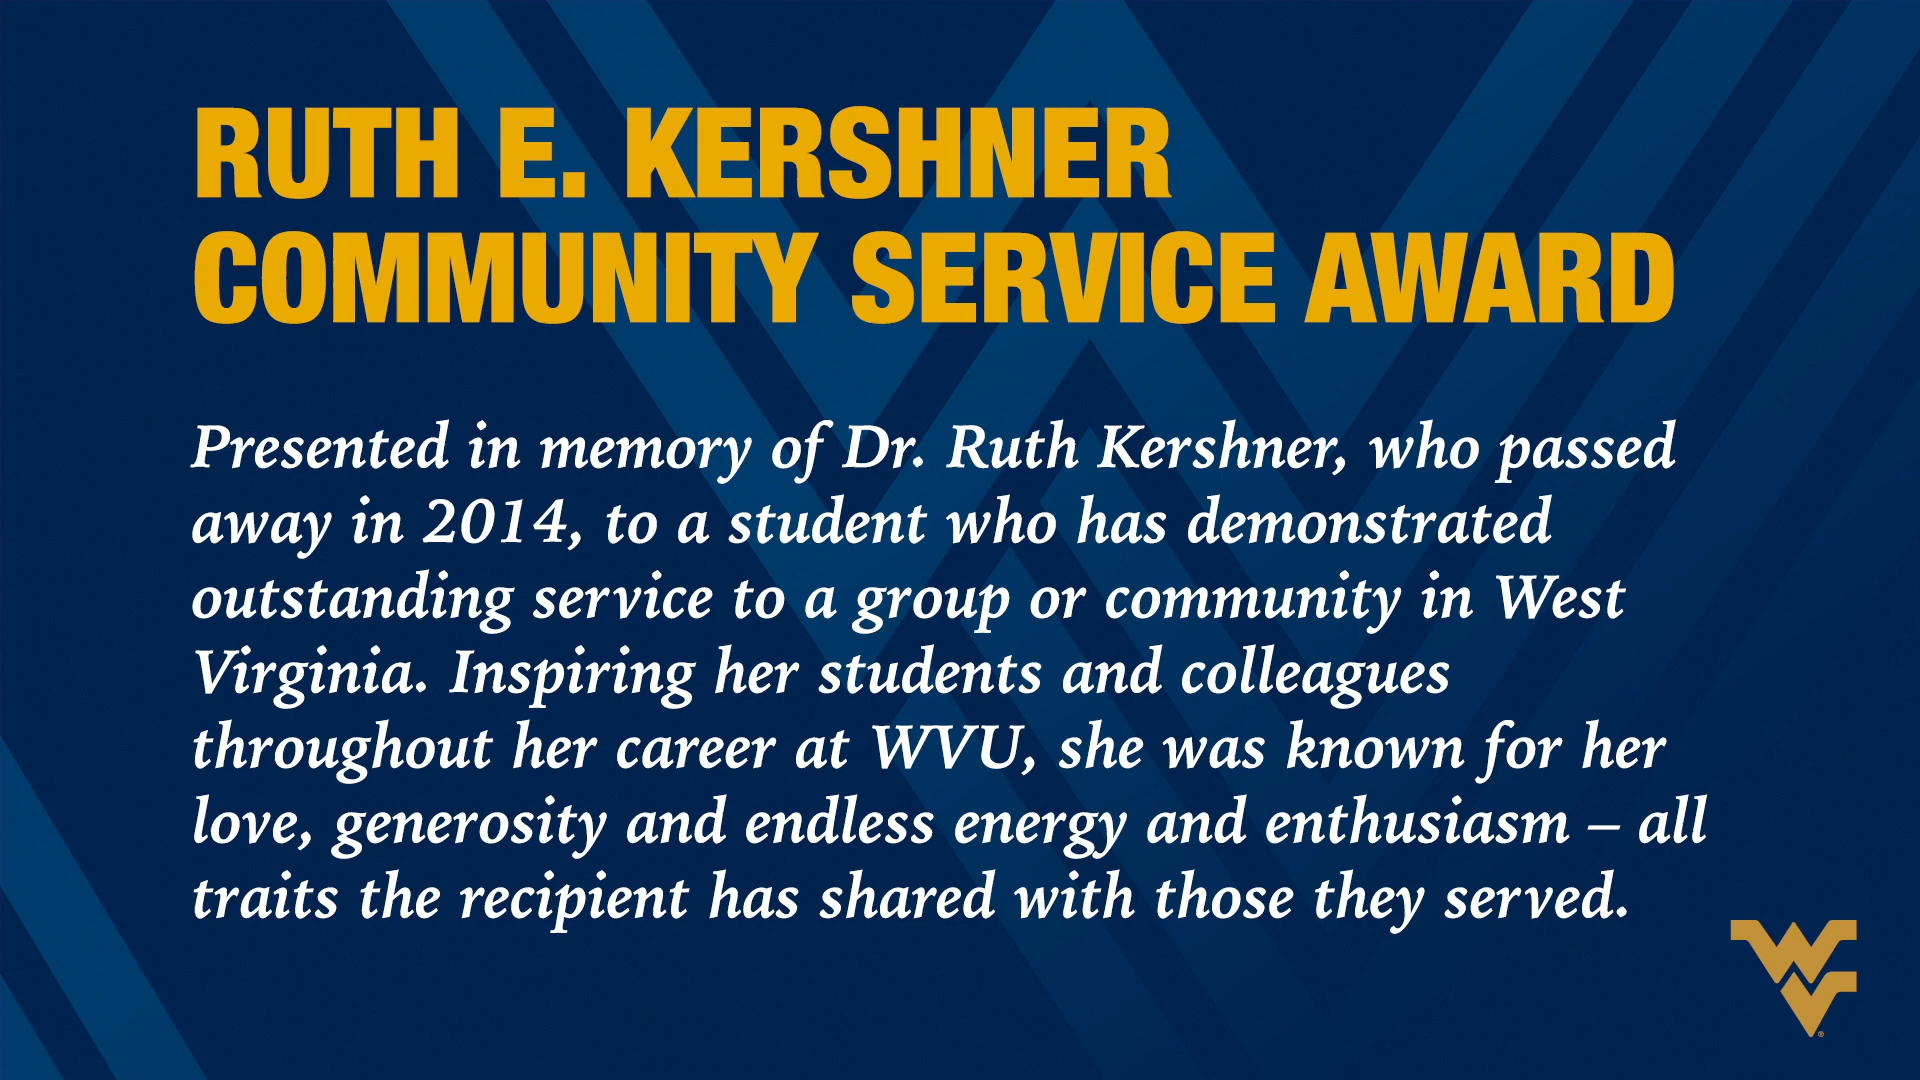 RUTH E. KERSHNER
COMMUNITY SERVICE AWARD
Presented in memory of Dr. Ruth Kershner, who passed
away in 2014, to a student who has demonstrated
outstanding service to a group or community in West
Virginia. Inspiring her students and colleagues
throughout her career at WVU, she was known for her
love, generosity and endless energy and enthusiasm – all
traits the recipient has shared with those they served.
WV
®